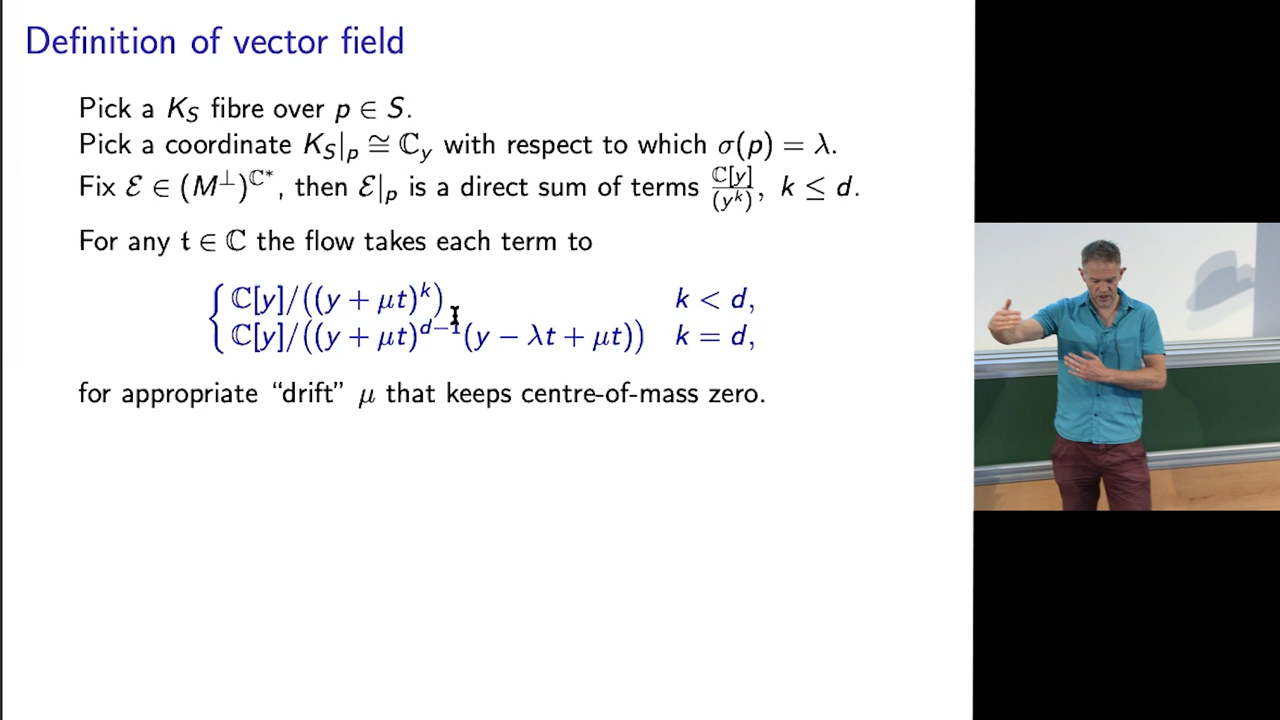 Definition of vector field
Pick a K_S fibre over p ∈ S.
Pick a coordinate K_S|_p ≅ ℂ_y with respect to which σ(p) = λ.
Fix ℰ ∈ (M^⊥)^{ℂ*}, then ℰ|_p is a direct sum of terms ℂ[y]/(y^k), k ≤ d.
For any t ∈ ℂ the flow takes each term to
{ ℂ[y]/((y + μt)^k) k < d,
ℂ[y]/((y + μt)^{d−1}(y − λt + μt)) k = d,
for appropriate “drift” μ that keeps centre-of-mass zero.